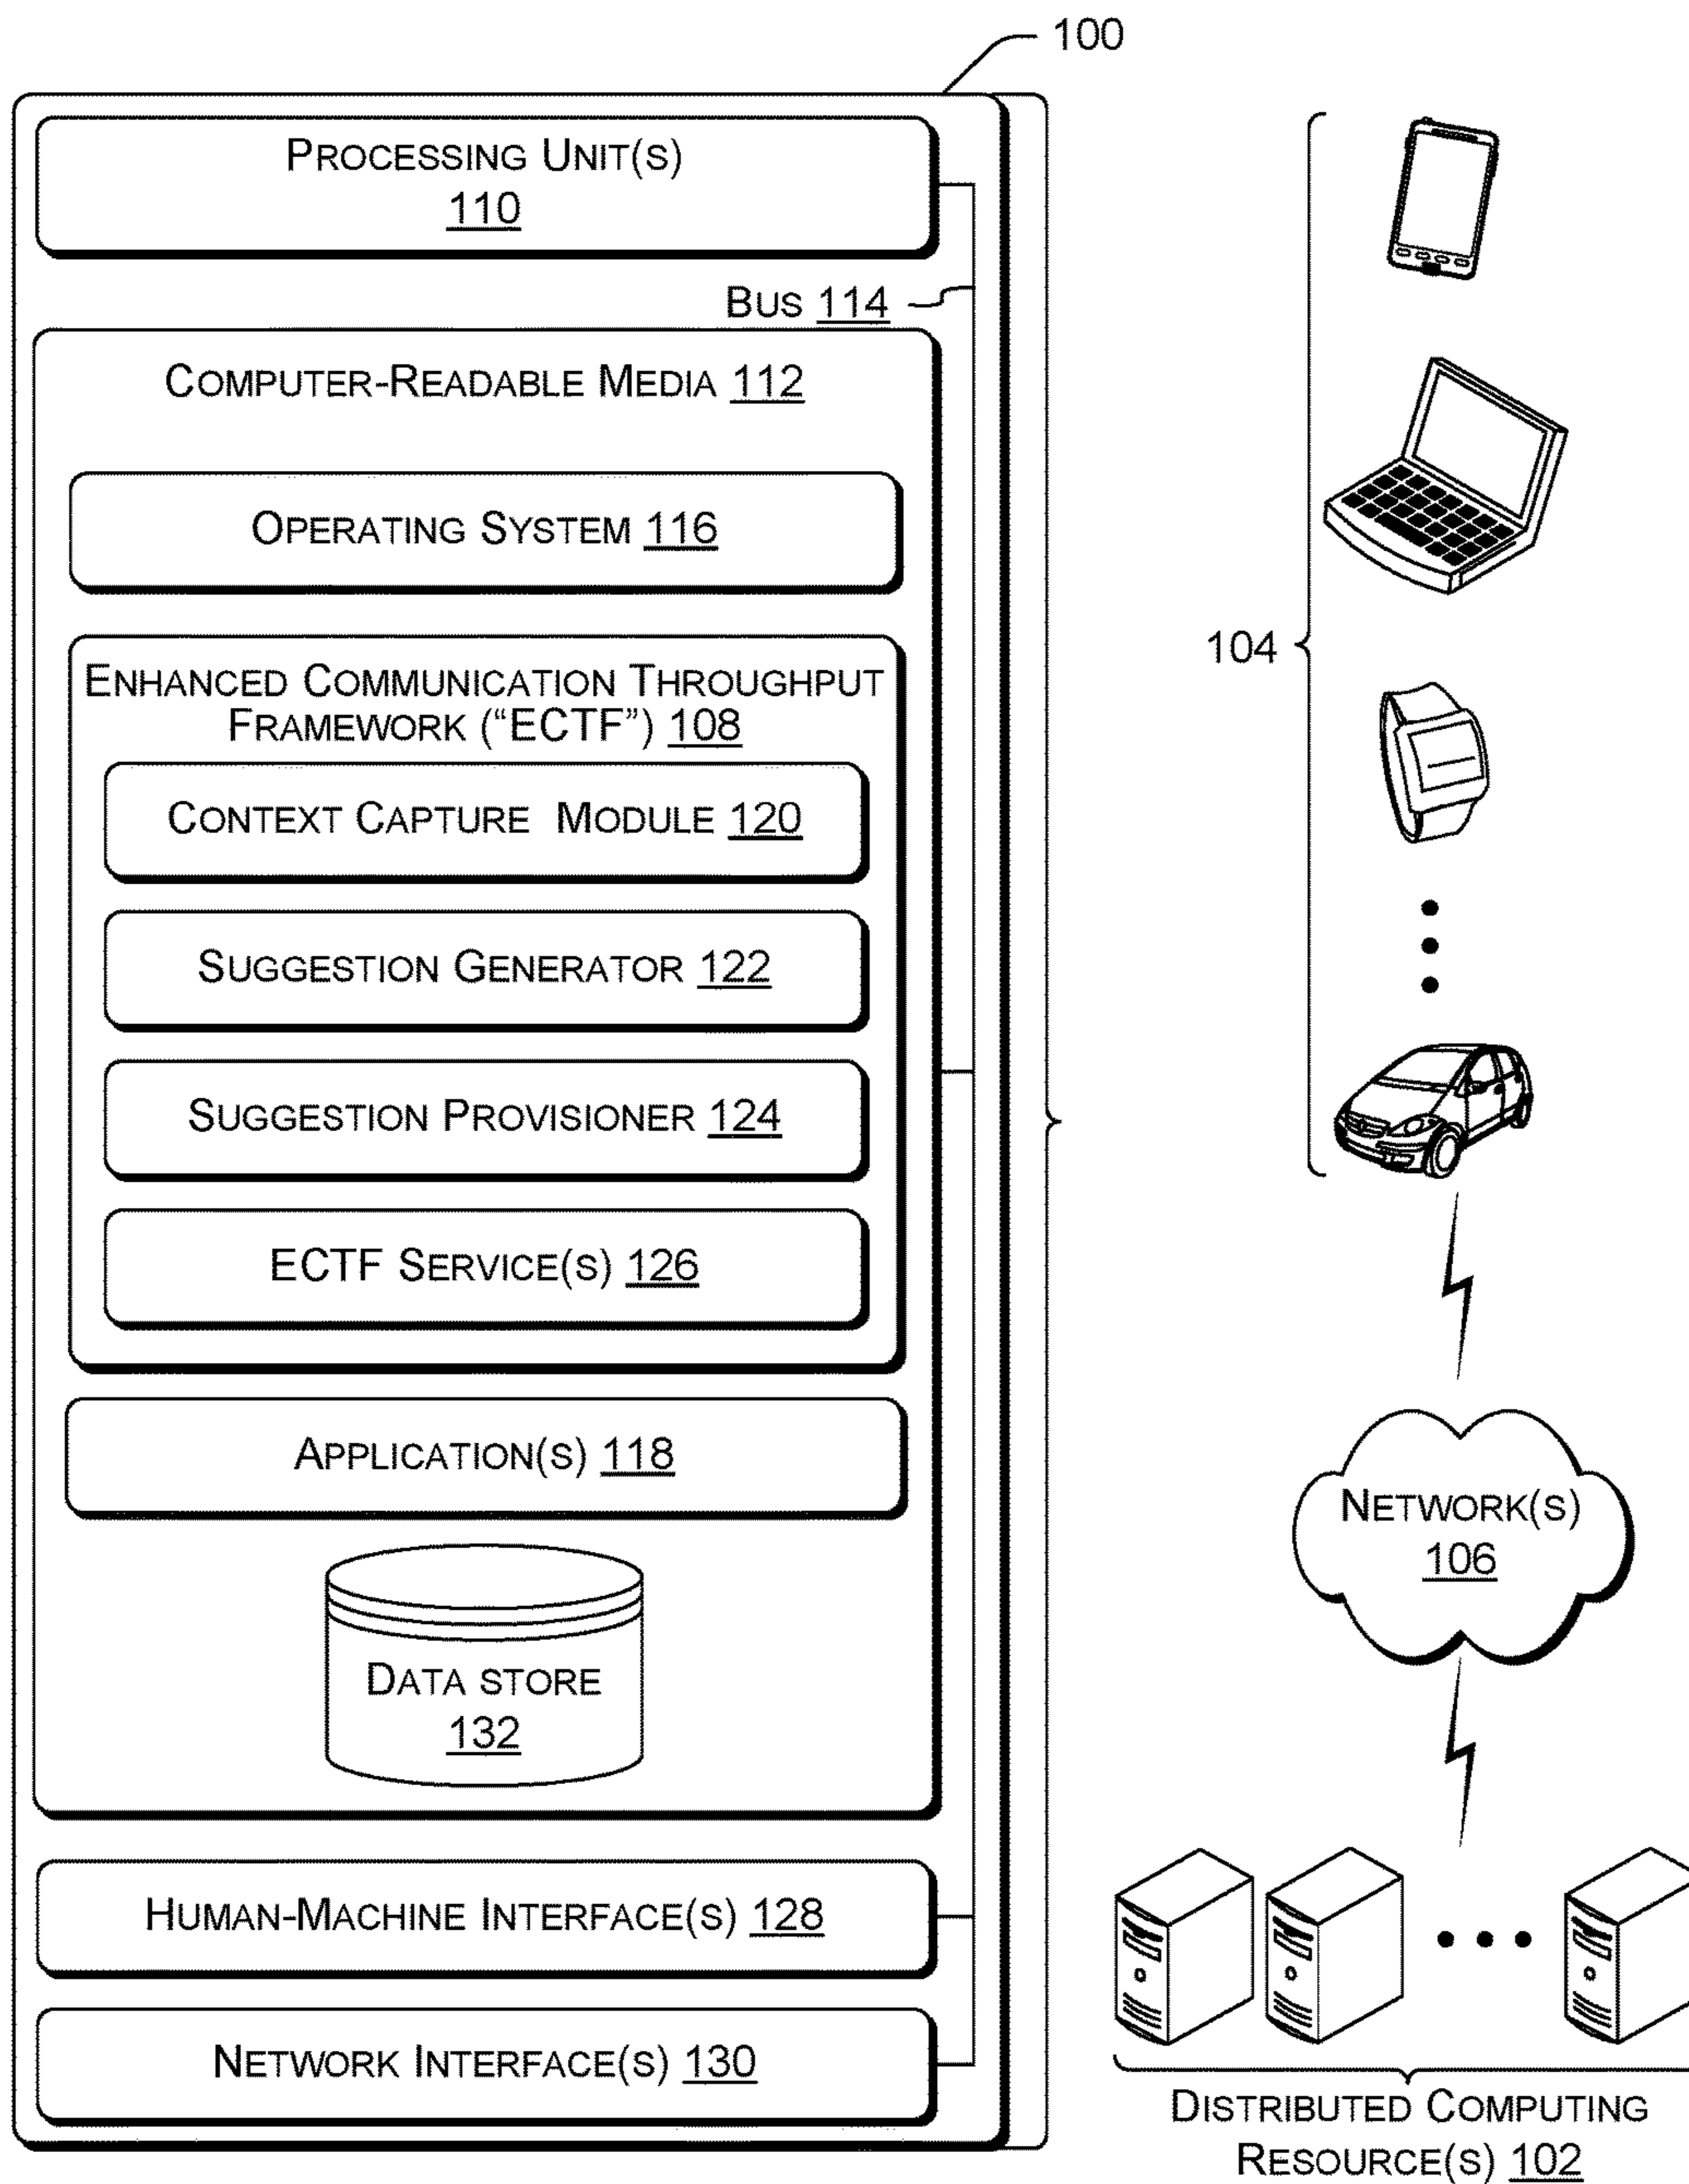 100
PROCESSING UNIT(S)
110
BUS 114
COMPUTER-READABLE MEDIA 112
OPERATING SYSTEM 116
ENHANCED COMMUNICATION THROUGHPUT
FRAMEWORK (“ECTF”) 108
CONTEXT CAPTURE MODULE 120
SUGGESTION GENERATOR 122
SUGGESTION PROVISIONER 124
ECTF SERVICE(S) 126
APPLICATION(S) 118
DATA STORE
132
HUMAN-MACHINE INTERFACE(S) 128
NETWORK INTERFACE(S) 130
104
NETWORK(S)
106
DISTRIBUTED COMPUTING
RESOURCE(S) 102